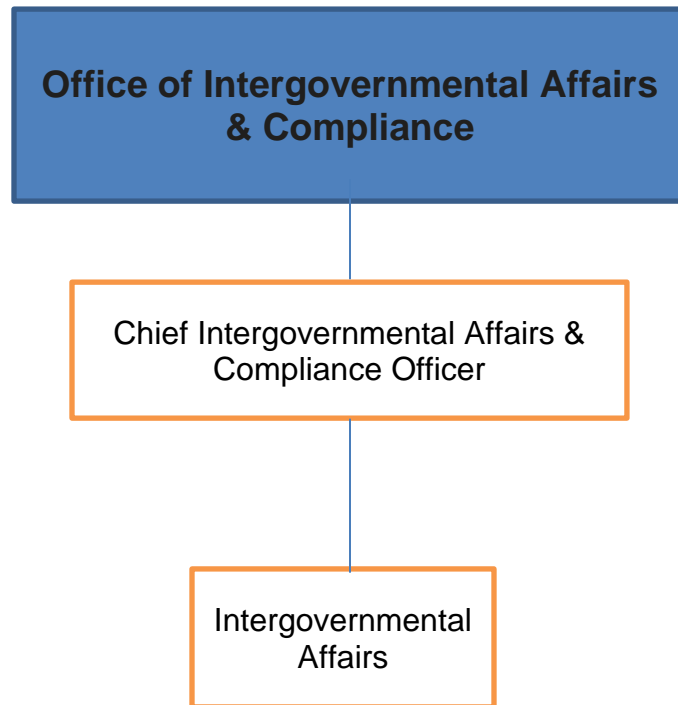 Office of Intergovernmental Affairs
& Compliance
Chief Intergovernmental Affairs &
Compliance Officer
Intergovernmental
Affairs